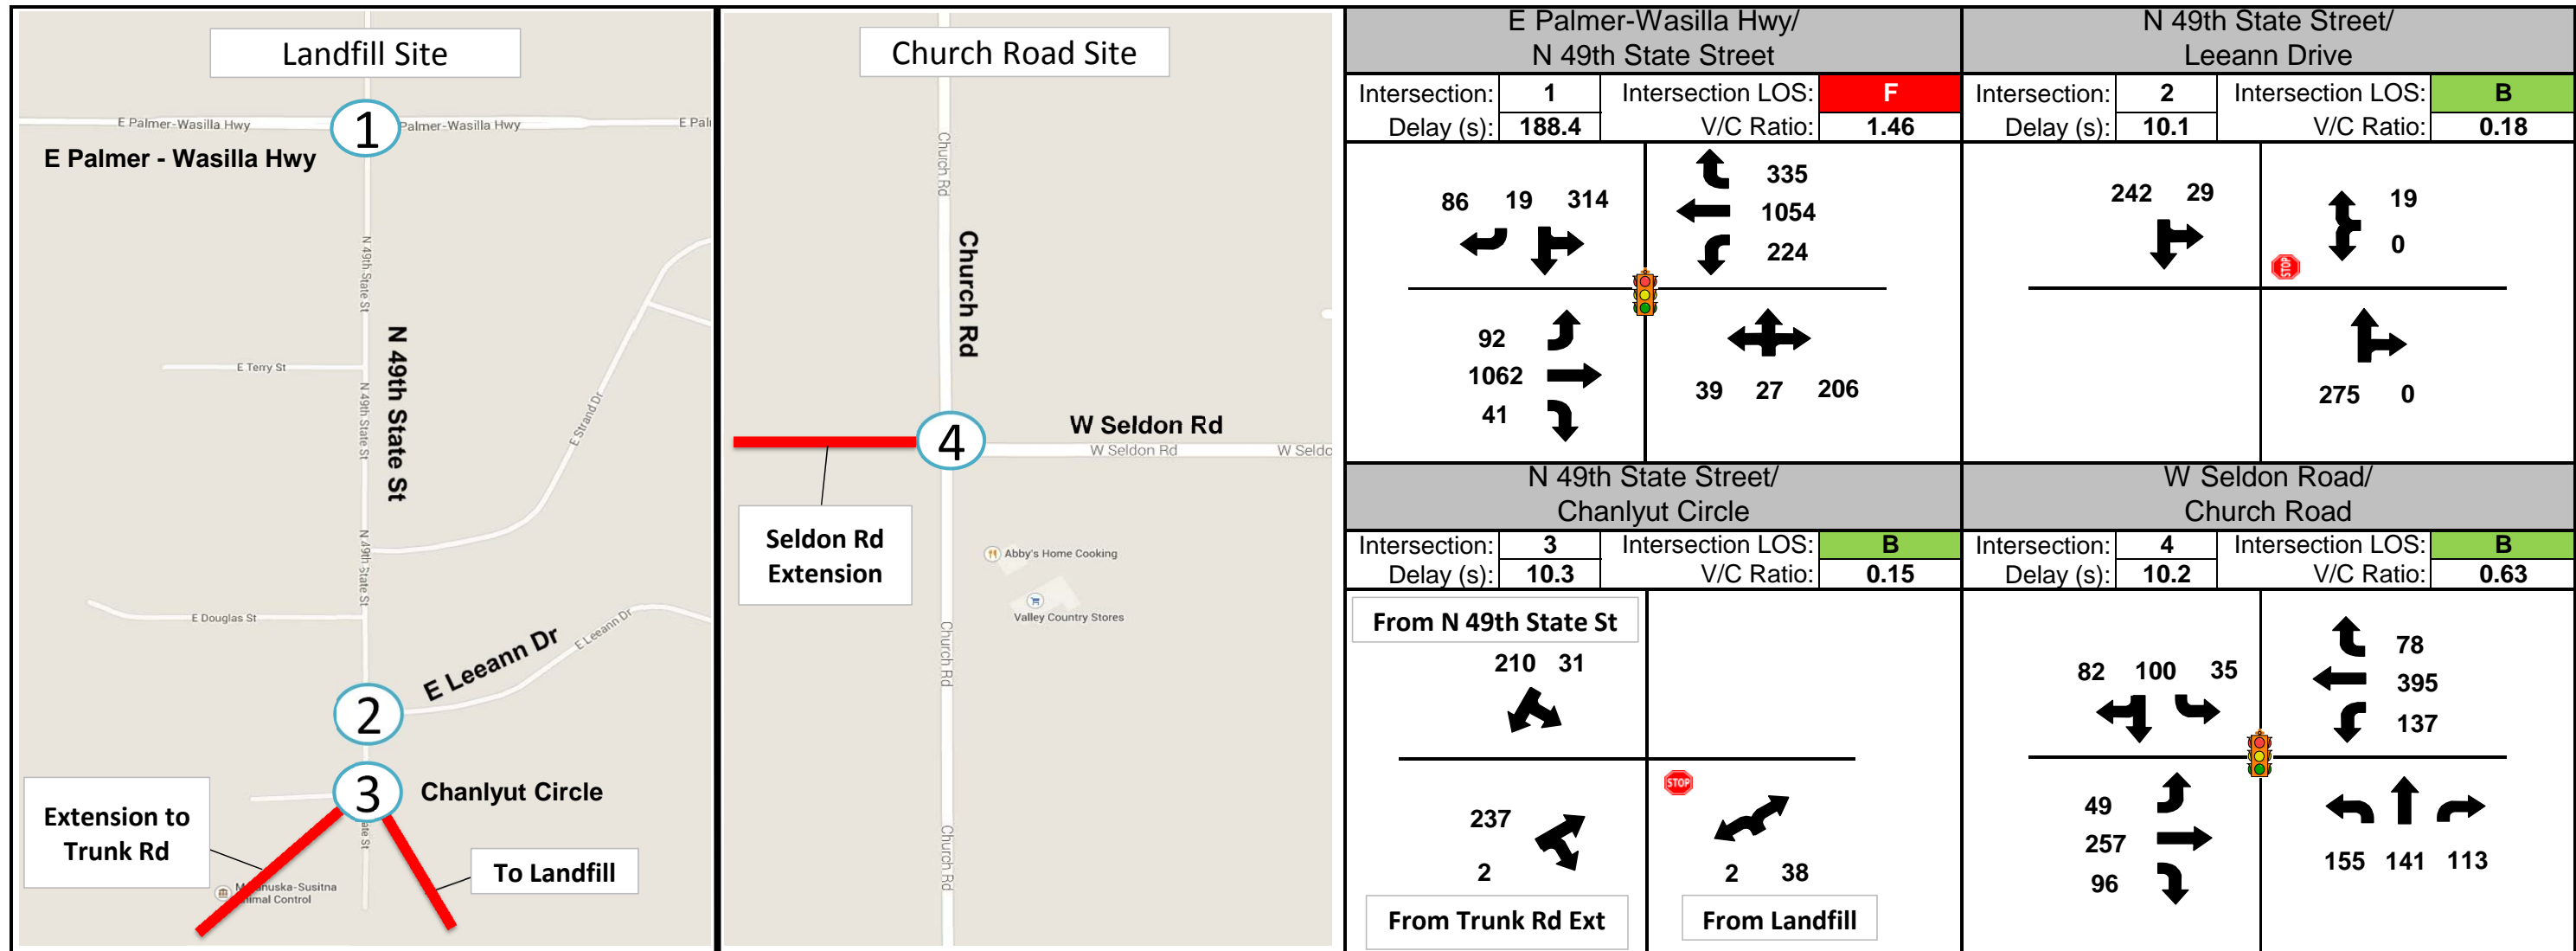 Landfill Site
E Palmer-Wasilla Hwy
Palmer-Wasilla Hwy
E Pal
E Palmer - Wasilla Hwy
1
N 49th State St
N 49th State St
E Terry St
N 49th State St
E Strand Dr
N 49th State St
E Douglas St
E Leeann Dr
E Leeann Dr
2
3
Chanlyut Circle
Extension to
Trunk Rd
ate St
To Landfill
Animal Control
Church Road Site
Church Rd
Church Rd
4
W Seldon Rd
W Seldon Rd
W Seldo
Seldon Rd
Extension
Abby's Home Cooking
Valley Country Stores
Church Rd
Church Rd
E Palmer-Wasilla Hwy/
N 49th State Street
Intersection: 1 Intersection LOS: F
Delay (s): 188.4 V/C Ratio: 1.46
86 19 314
335
1054
224
92
1062
41
39 27 206
N 49th State Street/
Leeann Drive
Intersection: 2 Intersection LOS: B
Delay (s): 10.1 V/C Ratio: 0.18
242 29
19
0
STOP
275 0
N 49th State Street/
Chanlyut Circle
Intersection: 3 Intersection LOS: B
Delay (s): 10.3 V/C Ratio: 0.15
From N 49th State St
210 31
STOP
237
2
2 38
From Trunk Rd Ext
From Landfill
W Seldon Road/
Church Road
Intersection: 4 Intersection LOS: B
Delay (s): 10.2 V/C Ratio: 0.63
82 100 35
78
395
137
49
257
96
155 141 113